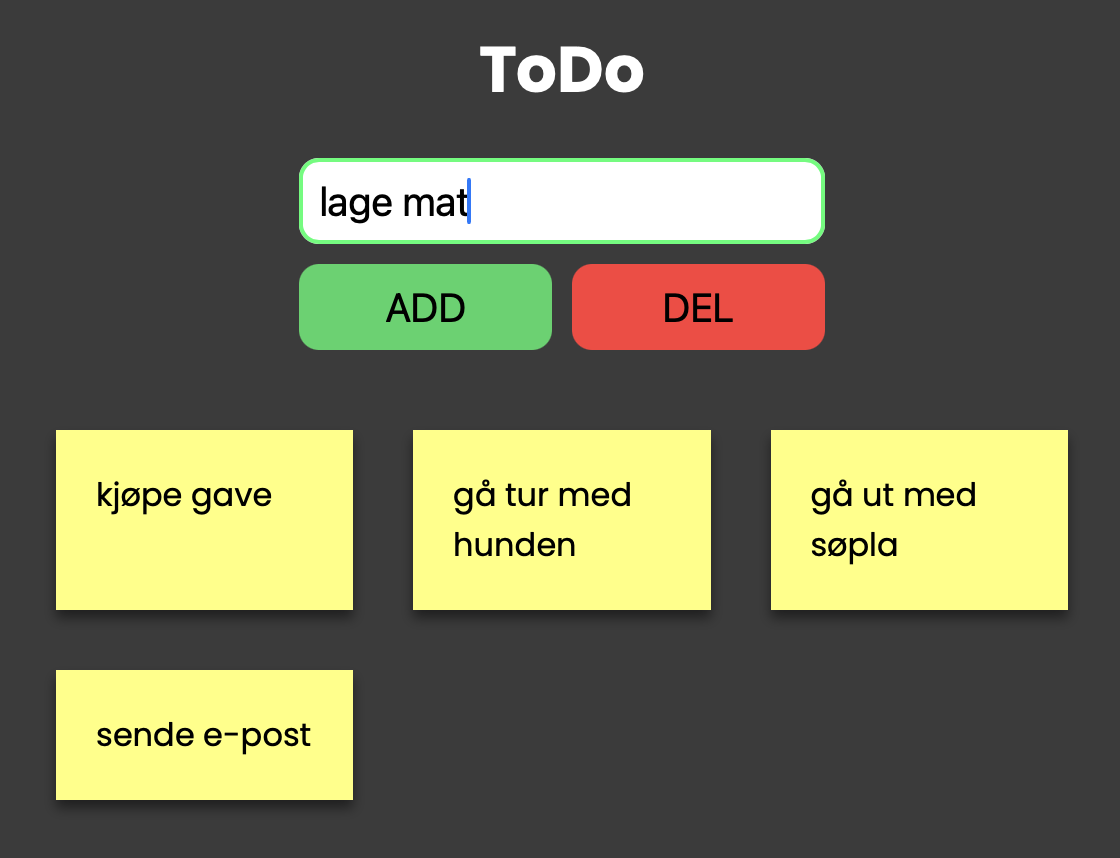 ToDo
lage mat
ADD
DEL
kjøpe gave
gå tur med
hunden
gå ut med
søpla
sende e-post